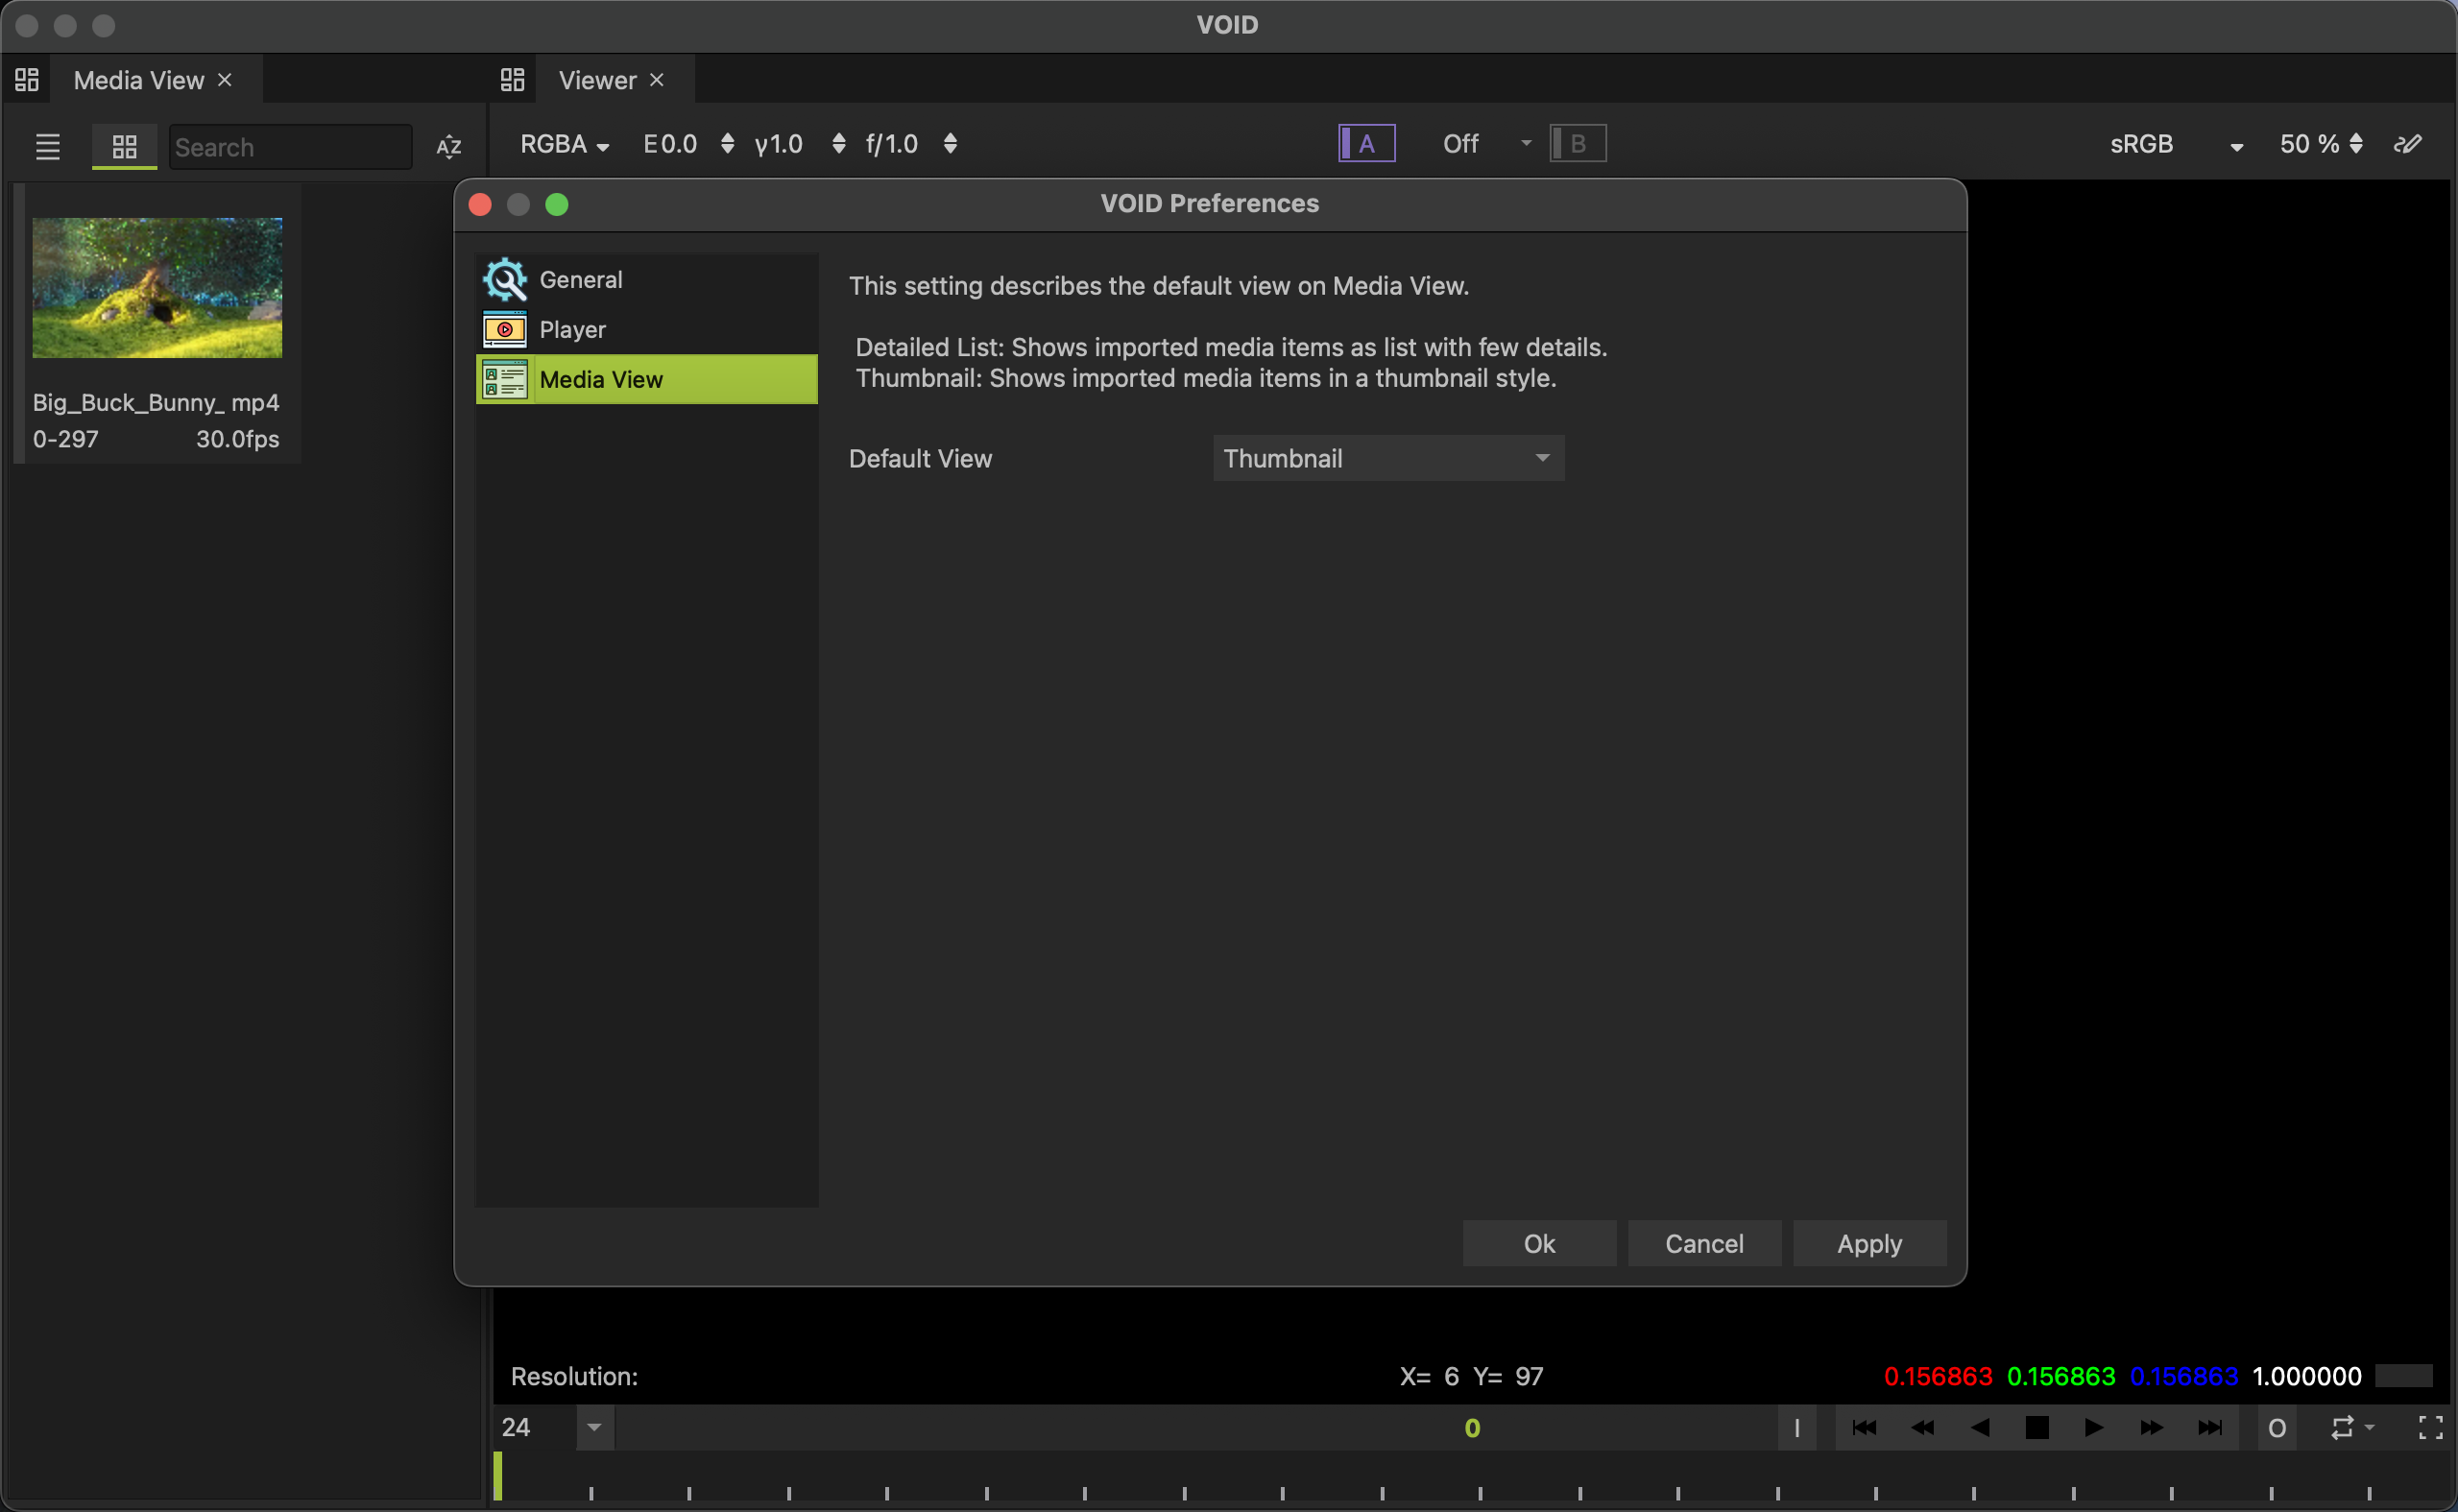 VOID
Media View
Viewer
Search
AZ
RGBA
E 0.0
γ 1.0
f/ 1.0
A
Off
B
sRGB
50 %
VOID Preferences
General
Player
Media View
This setting describes the default view on Media View.
Detailed List: Shows imported media items as list with few details.
Thumbnail: Shows imported media items in a thumbnail style.
Default View
Thumbnail
Big_Buck_Bunny_ mp4
0-297 30.0fps
Ok
Cancel
Apply
Resolution:
X= 6 Y= 97
0.156863 0.156863 0.156863 1.000000
24
0
I
O